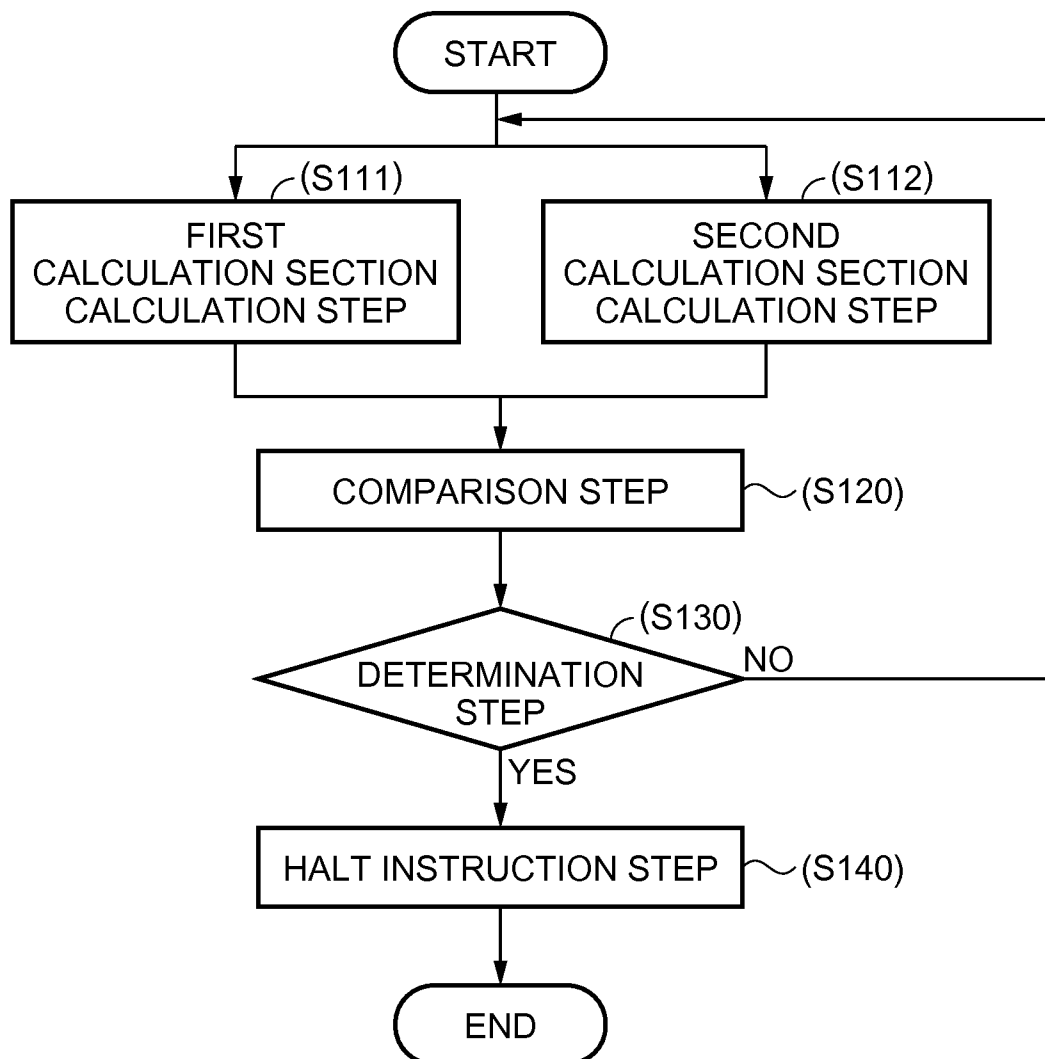 START
(S111)
FIRST
CALCULATION SECTION
CALCULATION STEP
(S112)
SECOND
CALCULATION SECTION
CALCULATION STEP
COMPARISON STEP
(S120)
(S130)
DETERMINATION
STEP
NO
YES
HALT INSTRUCTION STEP
(S140)
END